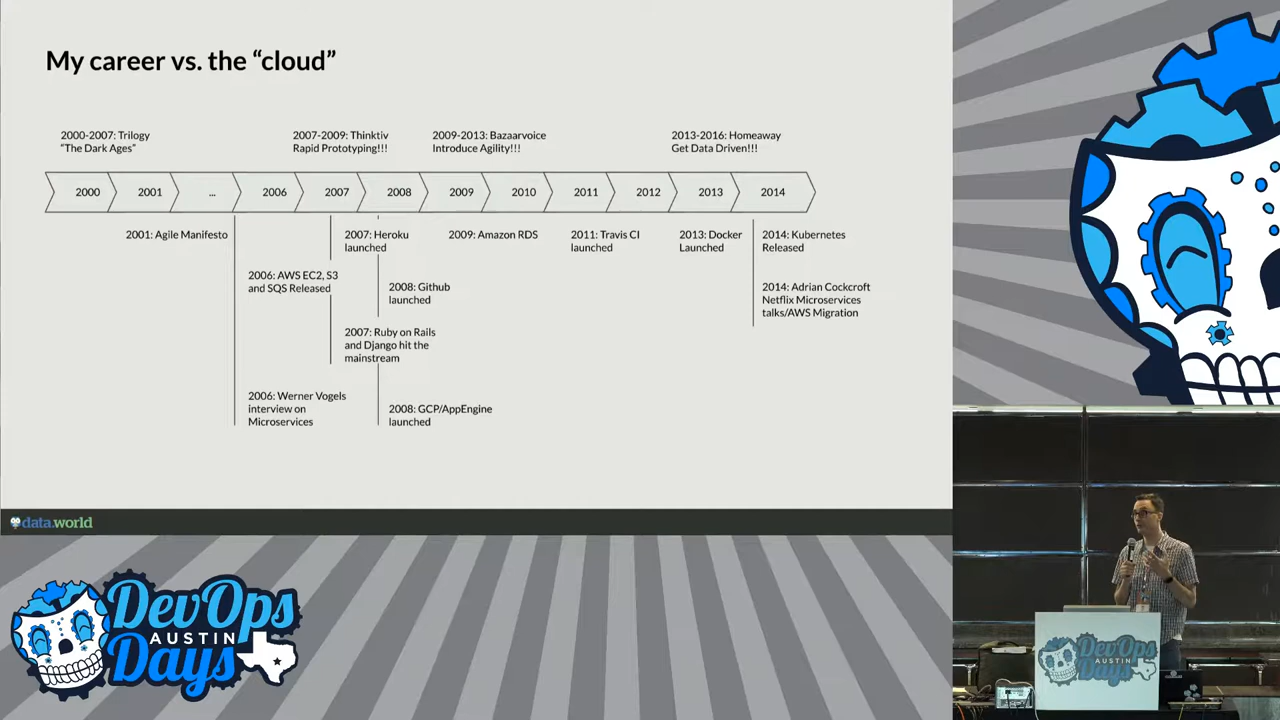 My career vs. the “cloud”
2000-2007: Trilogy
“The Dark Ages”
2007-2009: Thinktiv
Rapid Prototyping!!!
2009-2013: Bazaarvoice
Introduce Agility!!!
2013-2016: Homeaway
Get Data Driven!!!
2000
2001
...
2006
2007
2008
2009
2010
2011
2012
2013
2014
2001: Agile Manifesto
2006: AWS EC2, S3
and SQS Released
2006: Werner Vogels
interview on
Microservices
2007: Heroku
launched
2007: Ruby on Rails
and Django hit the
mainstream
2008: Github
launched
2008: GCP/AppEngine
launched
2009: Amazon RDS
2011: Travis CI
launched
2013: Docker
Launched
2014: Kubernetes
Released
2014: Adrian Cockcroft
Netflix Microservices
talks/AWS Migration
data.world
DevOps
AUSTIN
Days
DevOps
AUSTIN
Days